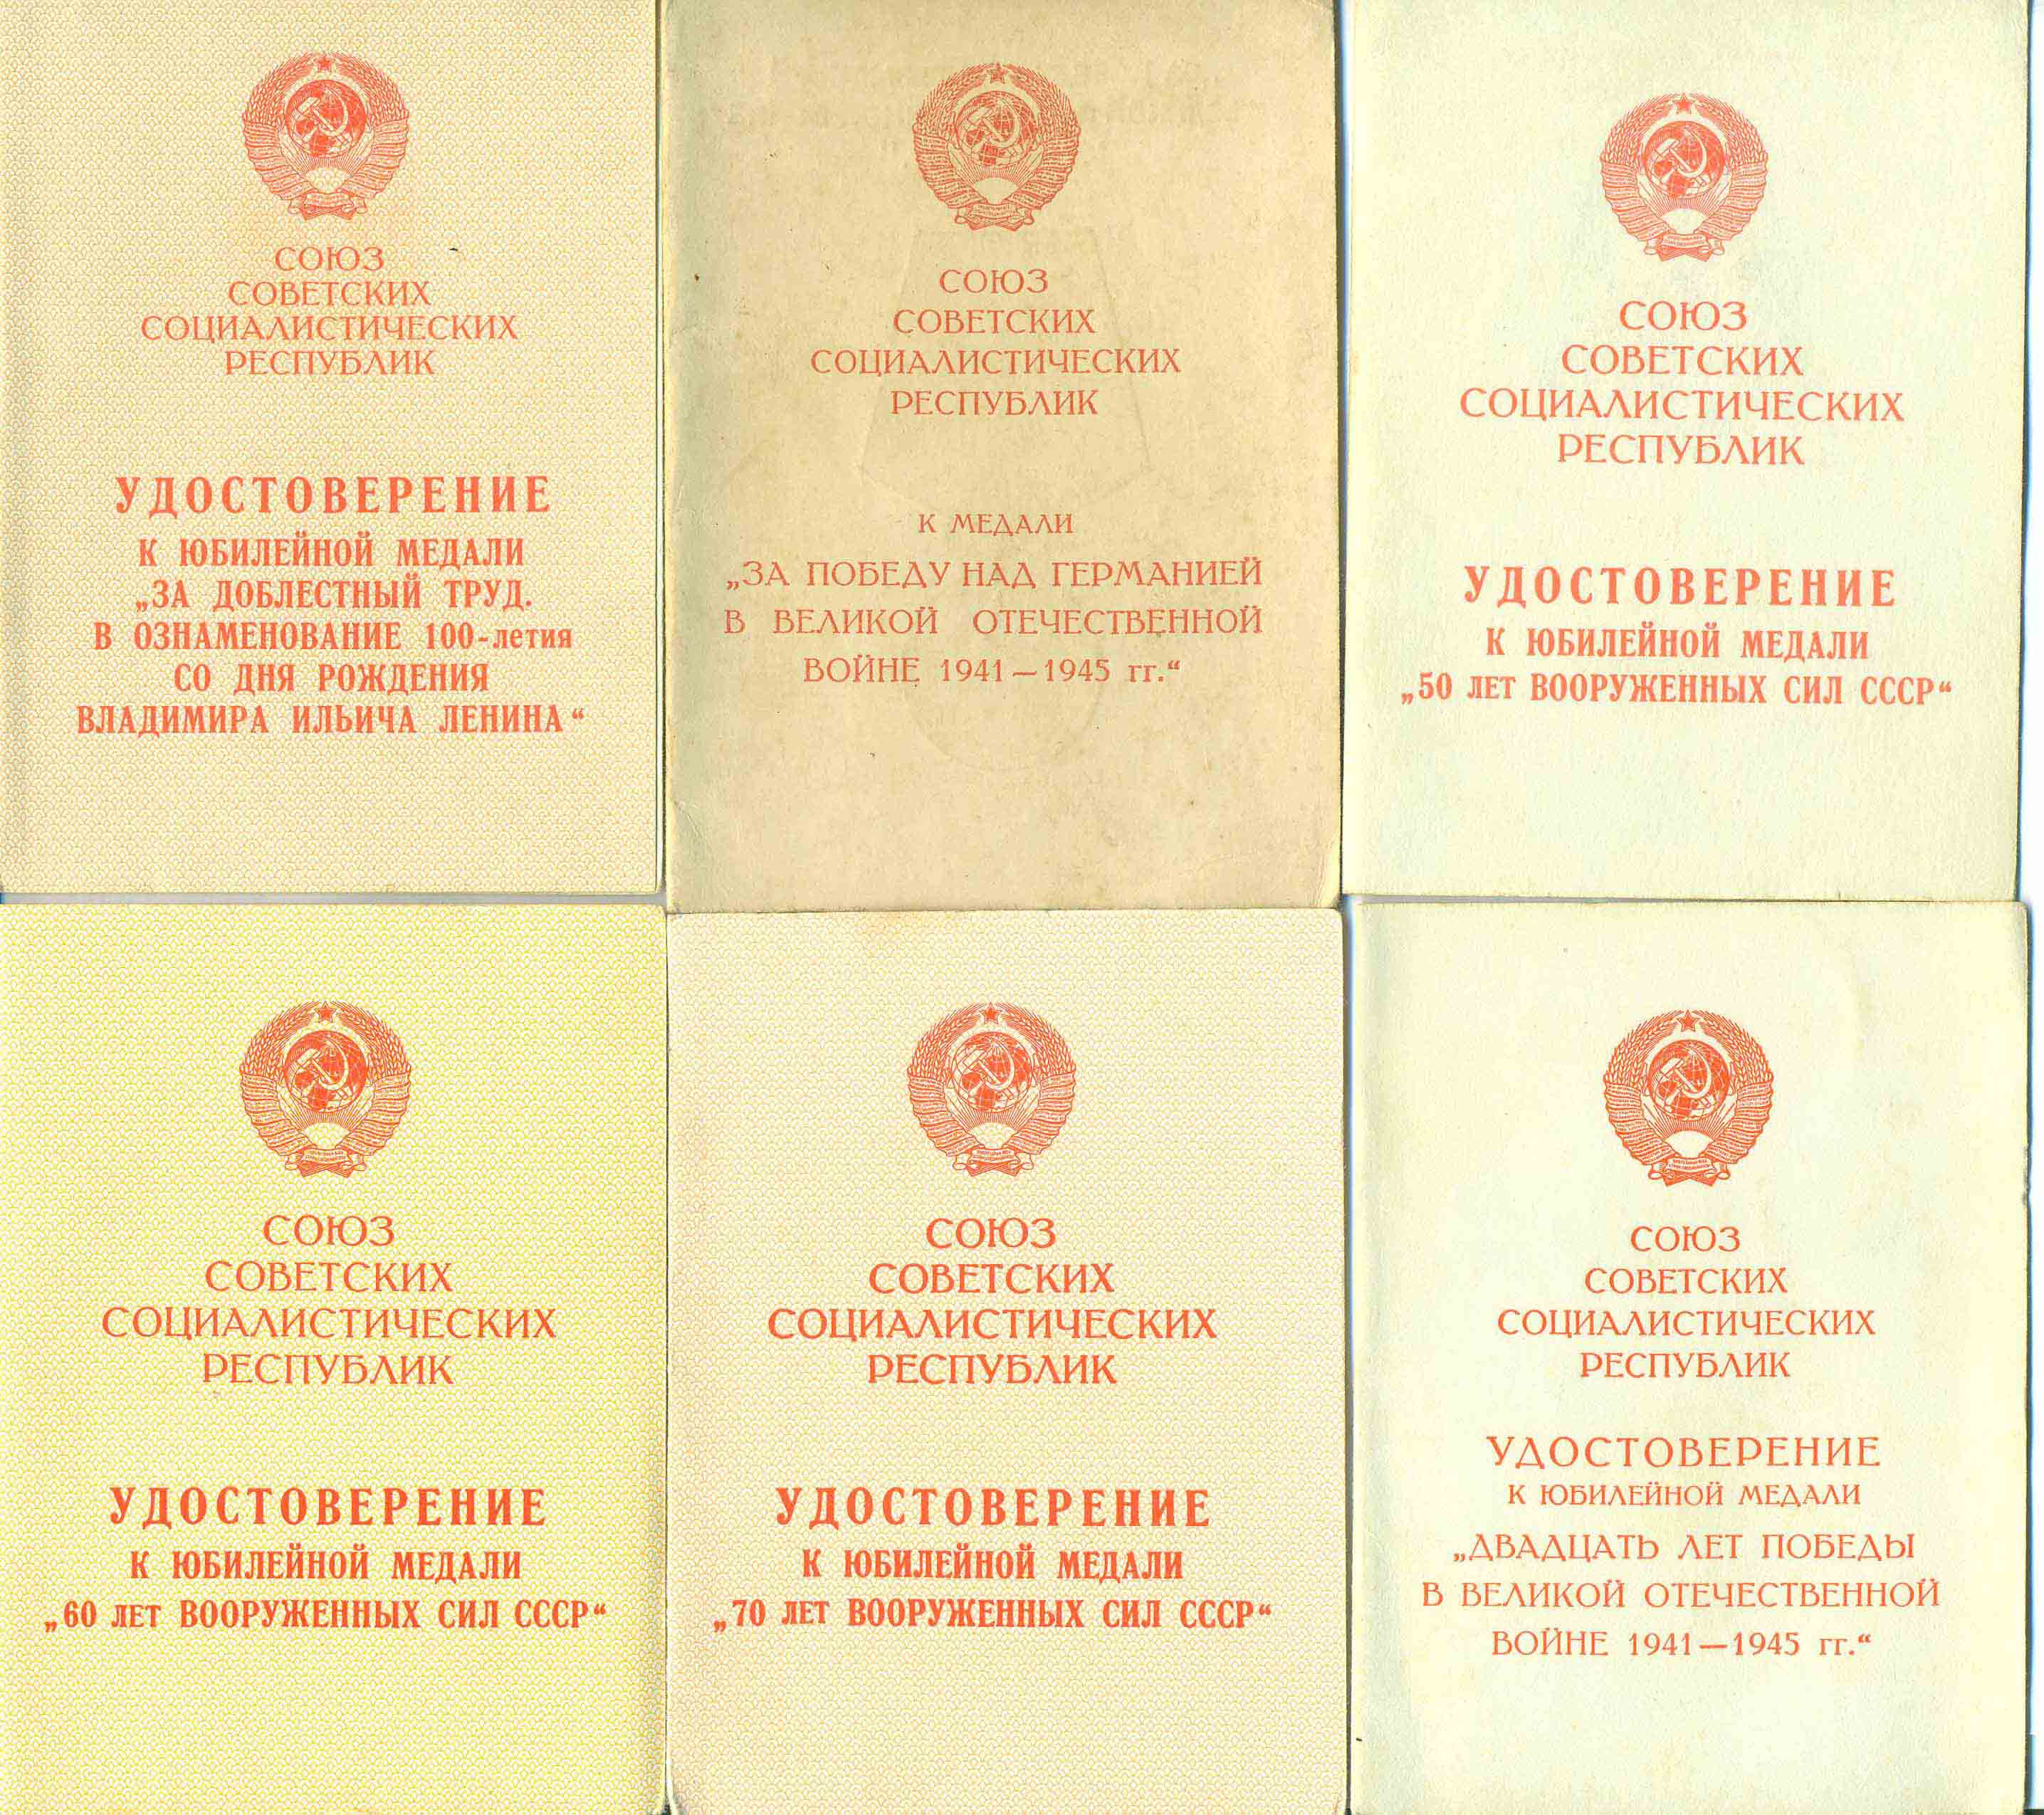 СОЮЗ
СОВЕТСКИХ
СОЦИАЛИСТИЧЕСКИХ
РЕСПУБЛИК
УДОСТОВЕРЕНИЕ
К ЮБИЛЕЙНОЙ МЕДАЛИ
„ЗА ДОБЛЕСТНЫЙ ТРУД.
В ОЗНАМЕНОВАНИЕ 100-летия
СО ДНЯ РОЖДЕНИЯ
ВЛАДИМИРА ИЛЬИЧА ЛЕНИНА“
СОЮЗ
СОВЕТСКИХ
СОЦИАЛИСТИЧЕСКИХ
РЕСПУБЛИК
К МЕДАЛИ
„ЗА ПОБЕДУ НАД ГЕРМАНИЕЙ
В ВЕЛИКОЙ ОТЕЧЕСТВЕННОЙ
ВОЙНЕ 1941—1945 гг.“
СОЮЗ
СОВЕТСКИХ
СОЦИАЛИСТИЧЕСКИХ
РЕСПУБЛИК
УДОСТОВЕРЕНИЕ
К ЮБИЛЕЙНОЙ МЕДАЛИ
„50 ЛЕТ ВООРУЖЕННЫХ СИЛ СССР“
СОЮЗ
СОВЕТСКИХ
СОЦИАЛИСТИЧЕСКИХ
РЕСПУБЛИК
УДОСТОВЕРЕНИЕ
К ЮБИЛЕЙНОЙ МЕДАЛИ
„60 ЛЕТ ВООРУЖЕННЫХ СИЛ СССР“
СОЮЗ
СОВЕТСКИХ
СОЦИАЛИСТИЧЕСКИХ
РЕСПУБЛИК
УДОСТОВЕРЕНИЕ
К ЮБИЛЕЙНОЙ МЕДАЛИ
„70 ЛЕТ ВООРУЖЕННЫХ СИЛ СССР“
СОЮЗ
СОВЕТСКИХ
СОЦИАЛИСТИЧЕСКИХ
РЕСПУБЛИК
УДОСТОВЕРЕНИЕ
К ЮБИЛЕЙНОЙ МЕДАЛИ
„ДВАДЦАТЬ ЛЕТ ПОБЕДЫ
В ВЕЛИКОЙ ОТЕЧЕСТВЕННОЙ
ВОЙНЕ 1941—1945 гг.“